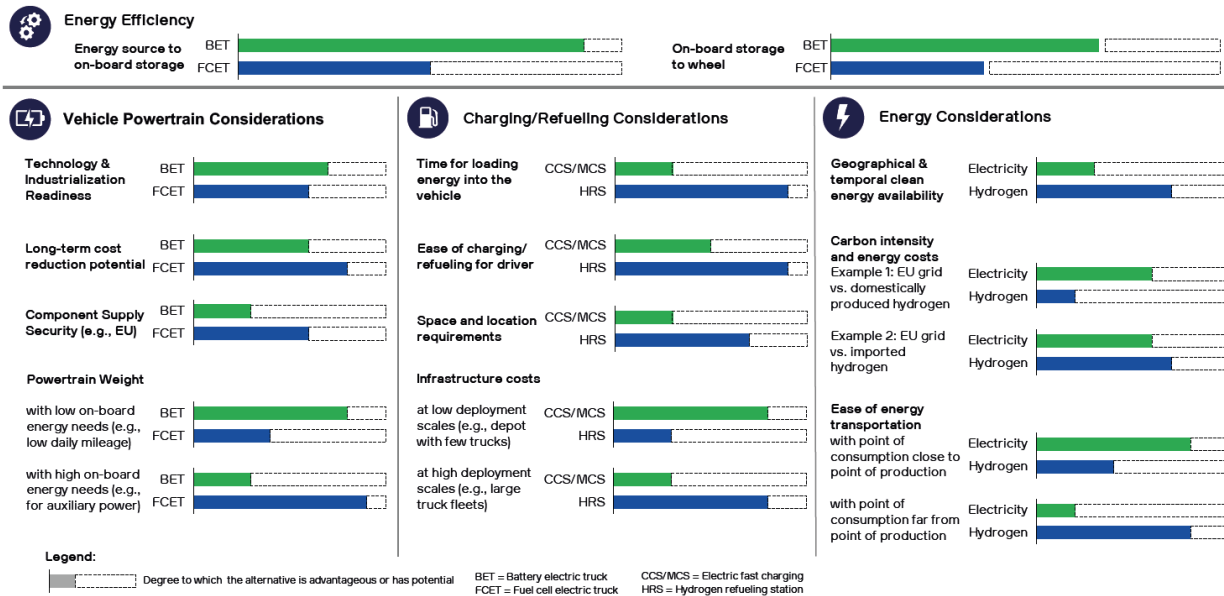 Energy Efficiency
Energy source to
on-board storage
BET
FCET
On-board storage
to wheel
BET
FCET
Vehicle Powertrain Considerations
Technology &
Industrialization
Readiness
BET
FCET
Long-term cost
reduction potential
BET
FCET
Component Supply
Security (e.g., EU)
BET
FCET
Powertrain Weight
with low on-board
energy needs (e.g.,
low daily mileage)
BET
FCET
with high on-board
energy needs (e.g.,
for auxiliary power)
BET
FCET
Charging/Refueling Considerations
Time for loading
energy into the
vehicle
CCS/MCS
HRS
Ease of charging/
refueling for driver
CCS/MCS
HRS
Space and location
requirements
CCS/MCS
HRS
Infrastructure costs
at low deployment
scales (e.g., depot
with few trucks)
CCS/MCS
HRS
at high deployment
scales (e.g., large
truck fleets)
CCS/MCS
HRS
Energy Considerations
Geographical &
temporal clean
energy availability
Electricity
Hydrogen
Carbon intensity
and energy costs
Example 1: EU grid
vs. domestically
produced hydrogen
Electricity
Hydrogen
Example 2: EU grid
vs. imported
hydrogen
Electricity
Hydrogen
Ease of energy
transportation
with point of
consumption close to
point of production
Electricity
Hydrogen
with point of
consumption far from
point of production
Electricity
Hydrogen
Legend:
Degree to which the alternative is advantageous or has potential
BET = Battery electric truck
FCET = Fuel cell electric truck
CCS/MCS = Electric fast charging
HRS = Hydrogen refueling station